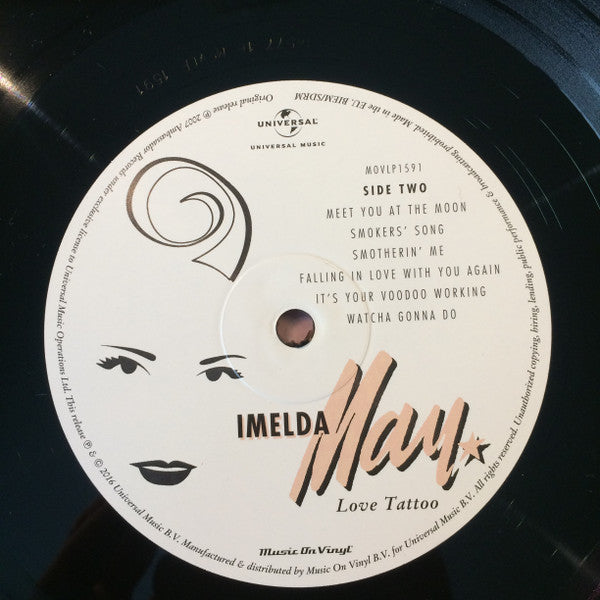 UNIVERSAL
UNIVERSAL MUSIC
MOVLP1591
SIDE TWO
MEET YOU AT THE MOON
SMOKERS' SONG
SMOTHERIN' ME
FALLING IN LOVE WITH YOU AGAIN
IT'S YOUR VOODOO WORKING
WATCHA GONNA DO
IMELDA
May
Love Tattoo
Music On Vinyl
Original release ℗ 2007 Ambassador Records under exclusive license to Universal Music Operations Ltd. This release ℗ & © 2016 Universal Music B.V. Manufactured & distributed by Music On Vinyl B.V. for Universal Music B.V. All rights reserved. Unauthorized copying, hiring, lending, public performance & broadcasting prohibited. Made in the EU. BIEM/SDRM
1591